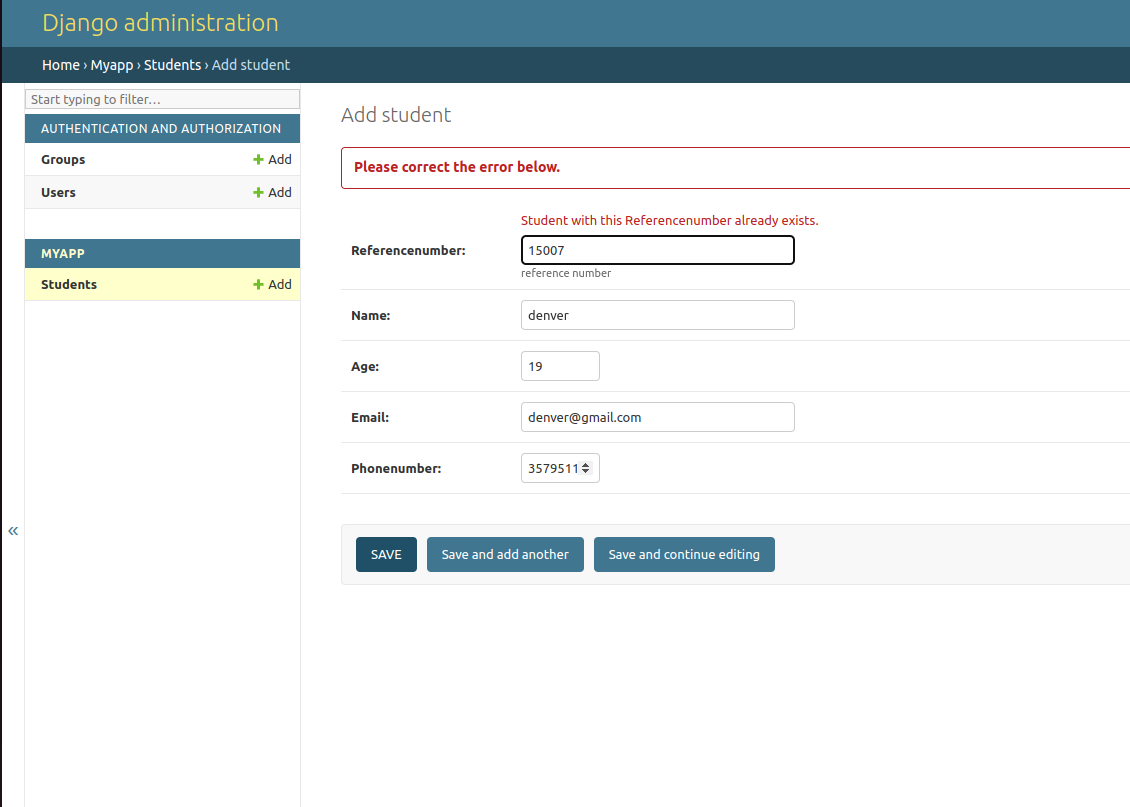 Django administration
Home › Myapp › Students › Add student
Start typing to filter…
AUTHENTICATION AND AUTHORIZATION
Groups + Add
Users + Add
MYAPP
Students + Add
«
Add student
Please correct the error below.
Student with this Referencenumber already exists.
Referencenumber: 15007
reference number
Name: denver
Age: 19
Email: denver@gmail.com
Phonenumber: 3579511
SAVE Save and add another Save and continue editing